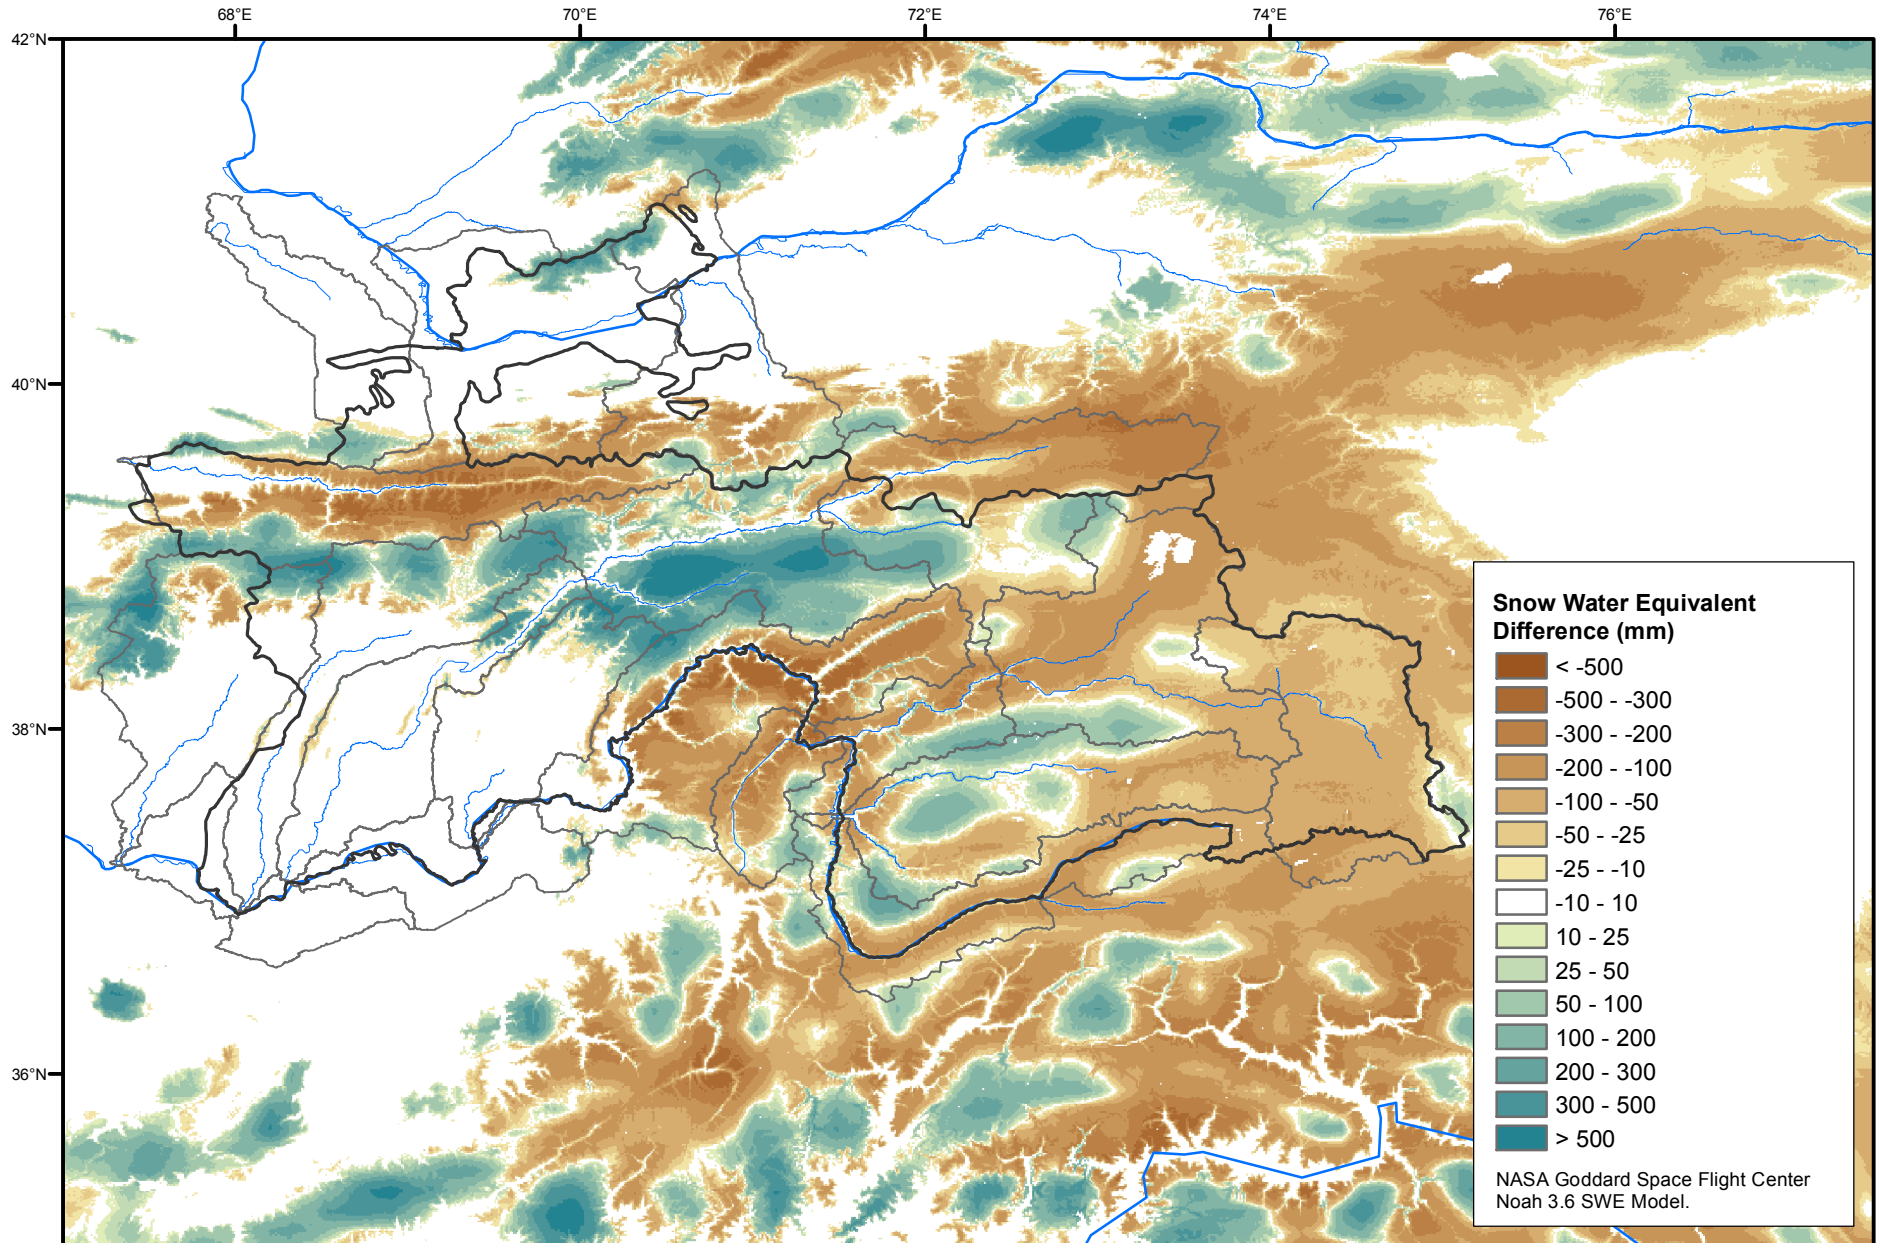 68°E 70°E 72°E 74°E 76°E
42°N
40°N
38°N
36°N
Snow Water Equivalent
Difference (mm)
< -500
-500 - -300
-300 - -200
-200 - -100
-100 - -50
-50 - -25
-25 - -10
-10 - 10
10 - 25
25 - 50
50 - 100
100 - 200
200 - 300
300 - 500
> 500
NASA Goddard Space Flight Center
Noah 3.6 SWE Model.